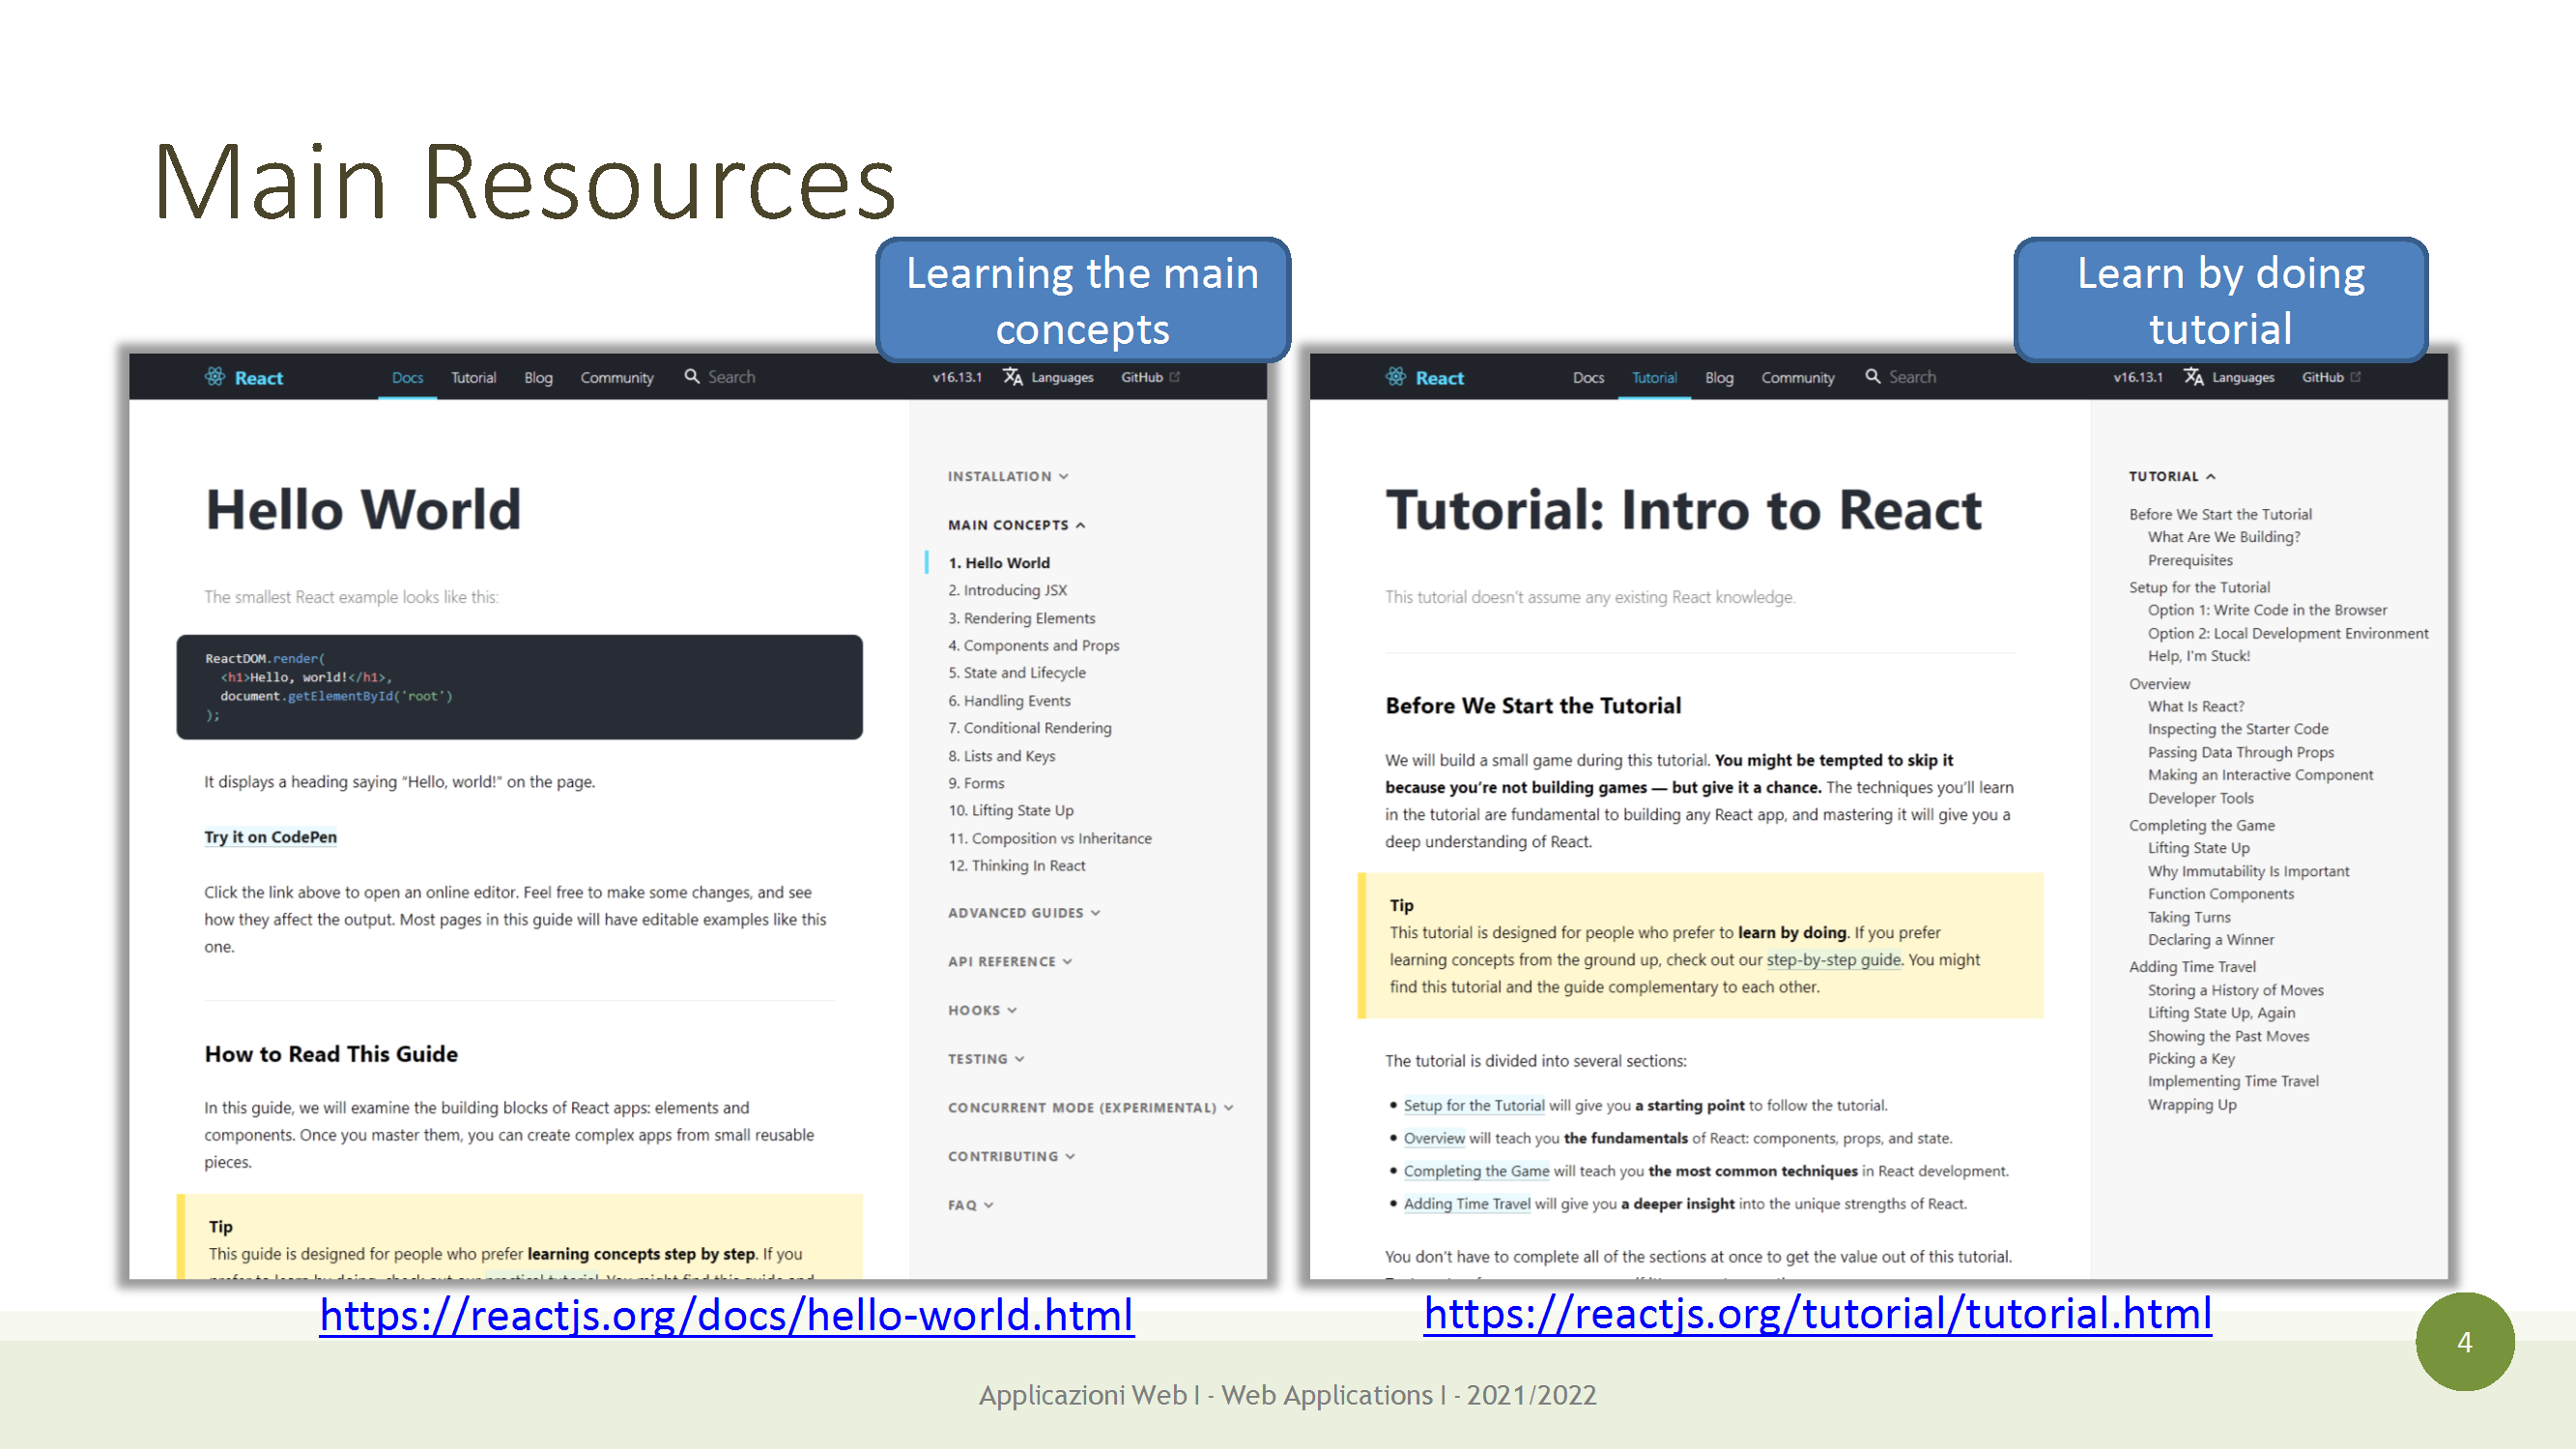 Main Resources
Learning the main
concepts
Learn by doing
tutorial
React Docs Tutorial Blog Community Search v16.13.1 Languages GitHub
Hello World
The smallest React example looks like this:
ReactDOM.render(
<h1>Hello, world!</h1>,
document.getElementById('root')
);
It displays a heading saying “Hello, world!” on the page.
Try it on CodePen
Click the link above to open an online editor. Feel free to make some changes, and see
how they affect the output. Most pages in this guide will have editable examples like this
one.
How to Read This Guide
In this guide, we will examine the building blocks of React apps: elements and
components. Once you master them, you can create complex apps from small reusable
pieces.
Tip
This guide is designed for people who prefer learning concepts step by step. If you
INSTALLATION
MAIN CONCEPTS
1. Hello World
2. Introducing JSX
3. Rendering Elements
4. Components and Props
5. State and Lifecycle
6. Handling Events
7. Conditional Rendering
8. Lists and Keys
9. Forms
10. Lifting State Up
11. Composition vs Inheritance
12. Thinking In React
ADVANCED GUIDES
API REFERENCE
HOOKS
TESTING
CONCURRENT MODE (EXPERIMENTAL)
CONTRIBUTING
FAQ
https://reactjs.org/docs/hello-world.html
React Docs Tutorial Blog Community Search v16.13.1 Languages GitHub
Tutorial: Intro to React
This tutorial doesn’t assume any existing React knowledge.
Before We Start the Tutorial
We will build a small game during this tutorial. You might be tempted to skip it
because you’re not building games — but give it a chance. The techniques you’ll learn
in the tutorial are fundamental to building any React app, and mastering it will give you a
deep understanding of React.
Tip
This tutorial is designed for people who prefer to learn by doing. If you prefer
learning concepts from the ground up, check out our step-by-step guide. You might
find this tutorial and the guide complementary to each other.
The tutorial is divided into several sections:
• Setup for the Tutorial will give you a starting point to follow the tutorial.
• Overview will teach you the fundamentals of React: components, props, and state.
• Completing the Game will teach you the most common techniques in React development.
• Adding Time Travel will give you a deeper insight into the unique strengths of React.
You don’t have to complete all of the sections at once to get the value out of this tutorial.
TUTORIAL
Before We Start the Tutorial
What Are We Building?
Prerequisites
Setup for the Tutorial
Option 1: Write Code in the Browser
Option 2: Local Development Environment
Help, I'm Stuck!
Overview
What Is React?
Inspecting the Starter Code
Passing Data Through Props
Making an Interactive Component
Developer Tools
Completing the Game
Lifting State Up
Why Immutability Is Important
Function Components
Taking Turns
Declaring a Winner
Adding Time Travel
Storing a History of Moves
Lifting State Up, Again
Showing the Past Moves
Picking a Key
Implementing Time Travel
Wrapping Up
https://reactjs.org/tutorial/tutorial.html
4
Applicazioni Web I - Web Applications I - 2021/2022